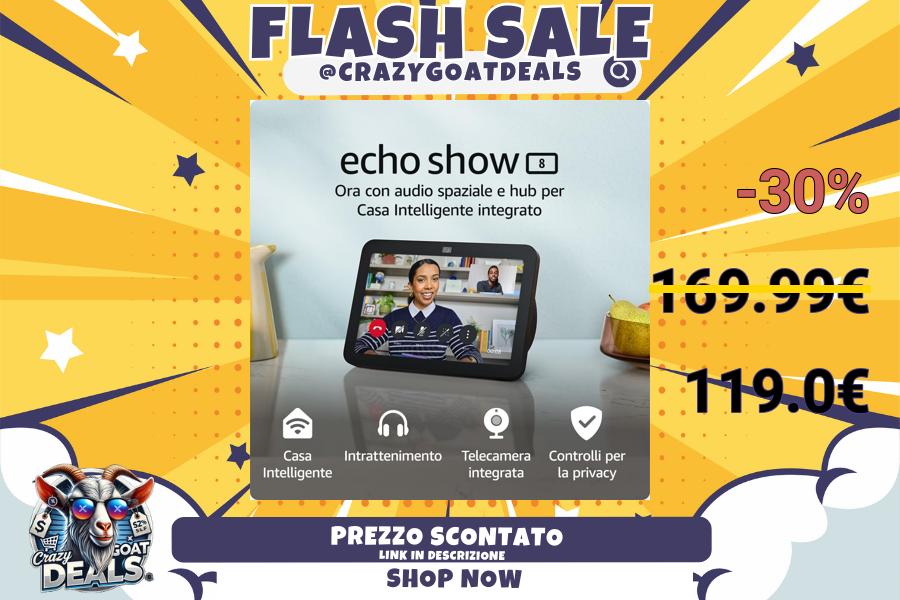 FLASH SALE
@CRAZYGOATDEALS
echo show 8
Ora con audio spaziale e hub per
Casa Intelligente integrato
-30%
169.99€
119.0€
Casa
Intelligente
Intrattenimento
Telecamera
integrata
Controlli per
la privacy
$
52%
Crazy
GOAT
DEALS
PREZZO SCONTATO
LINK IN DESCRIZIONE
SHOP NOW